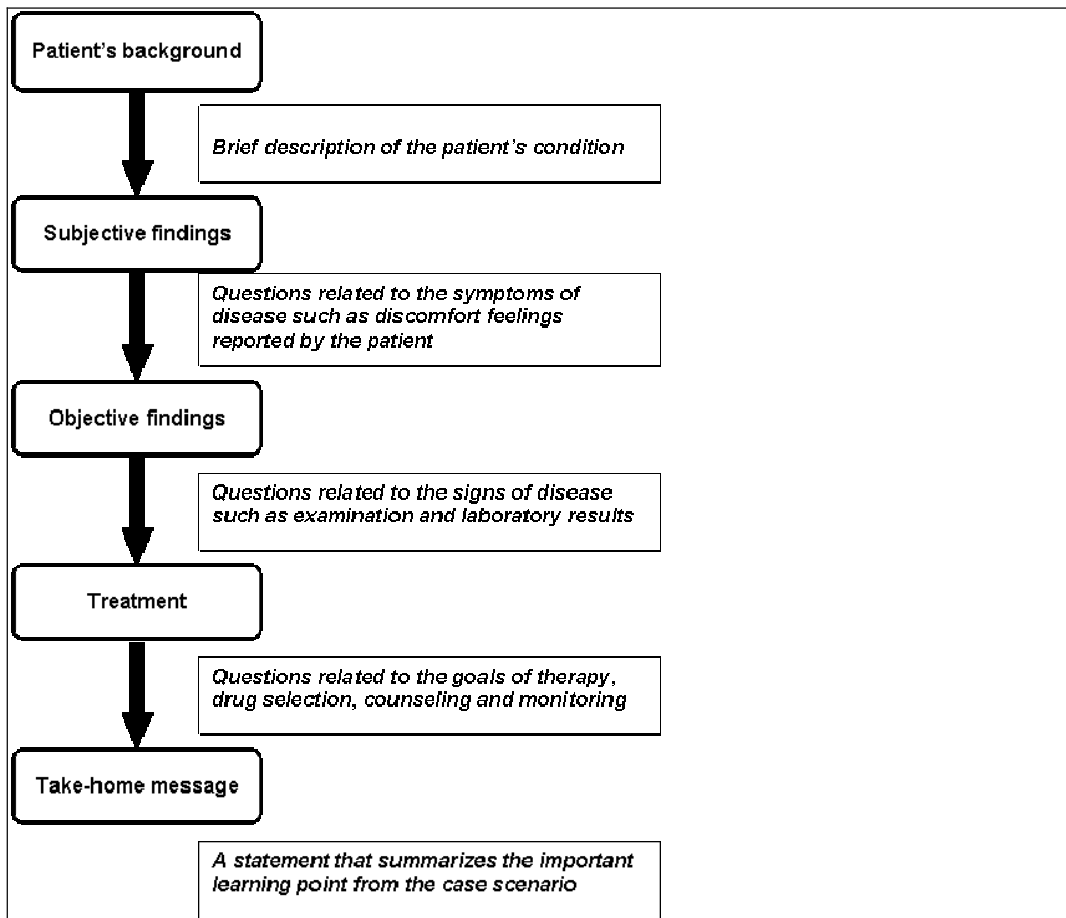 Patient's background
Brief description of the patient's condition
Subjective findings
Questions related to the symptoms of
disease such as discomfort feelings
reported by the patient
Objective findings
Questions related to the signs of disease
such as examination and laboratory results
Treatment
Questions related to the goals of therapy,
drug selection, counseling and monitoring
Take-home message
A statement that summarizes the important
learning point from the case scenario